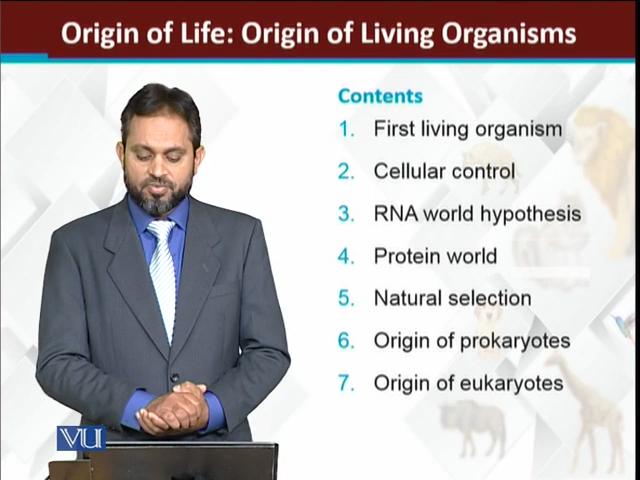 Origin of Life: Origin of Living Organisms
Contents
1. First living organism
2. Cellular control
3. RNA world hypothesis
4. Protein world
5. Natural selection
6. Origin of prokaryotes
7. Origin of eukaryotes
VU